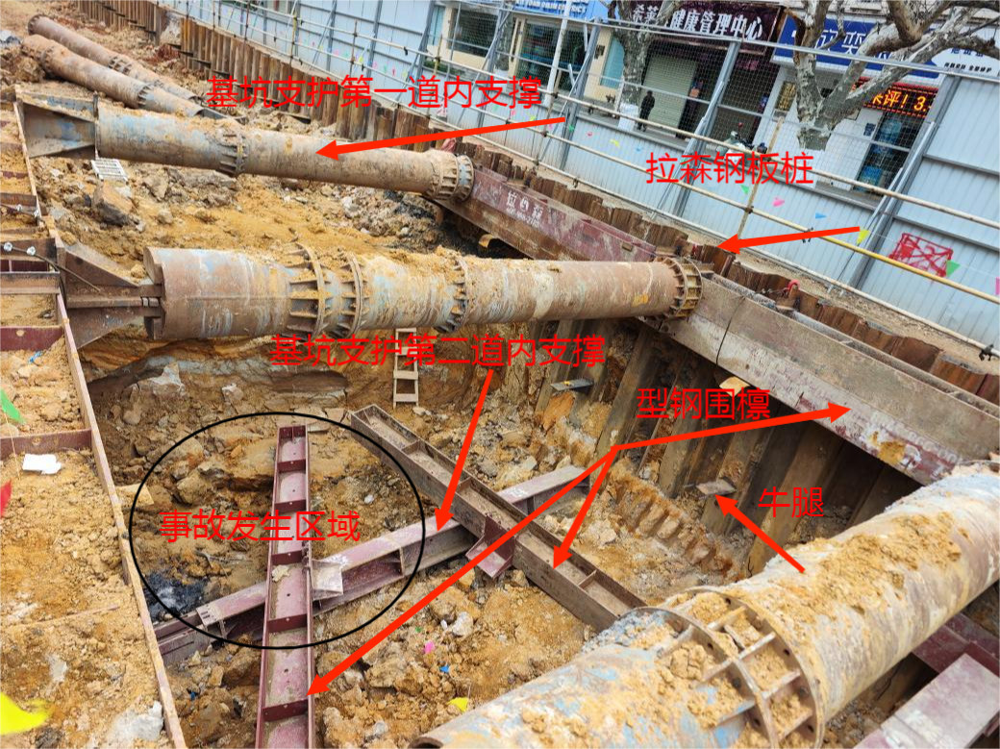 健康管理中心
基坑支护第一道内支撑
拉森钢板桩
基坑支护第二道内支撑
型钢围檩
牛腿
事故发生区域